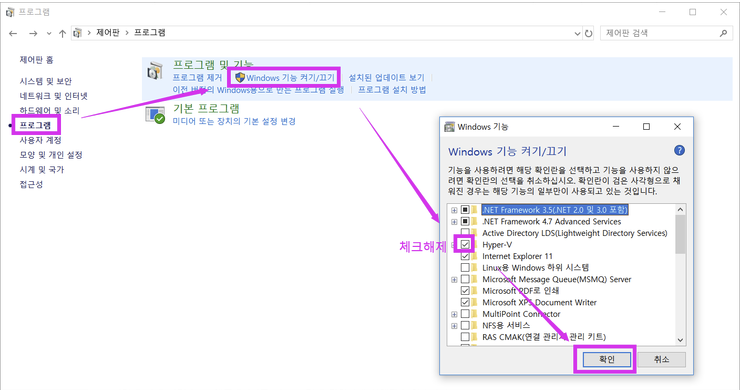 프로그램
제어판 > 프로그램
제어판 검색
제어판 홈
시스템 및 보안
네트워크 및 인터넷
하드웨어 및 소리
프로그램
사용자 계정
모양 및 개인 설정
시계 및 국가
접근성
프로그램 및 기능
프로그램 제거 Windows 기능 켜기/끄기 설치된 업데이트 보기
이전 버전의 Windows용으로 만든 프로그램 실행 프로그램 설치 방법
기본 프로그램
미디어 또는 장치의 기본 설정 변경
체크해제
Windows 기능
Windows 기능 켜기/끄기
기능을 사용하려면 해당 확인란을 선택하고 기능을 사용하지 않으
려면 확인란의 선택을 취소하십시오. 확인란이 검은 사각형으로 채
워진 경우는 해당 기능의 일부만이 사용되고 있는 것입니다.
.NET Framework 3.5(.NET 2.0 및 3.0 포함)
.NET Framework 4.7 Advanced Services
Active Directory LDS(Lightweight Directory Services)
Hyper-V
Internet Explorer 11
Linux용 Windows 하위 시스템
Microsoft Message Queue(MSMQ) Server
Microsoft PDF로 인쇄
Microsoft XPS Document Writer
MultiPoint Connector
NFS용 서비스
RAS CMAK(연결 관리자 관리 키트)
확인 취소